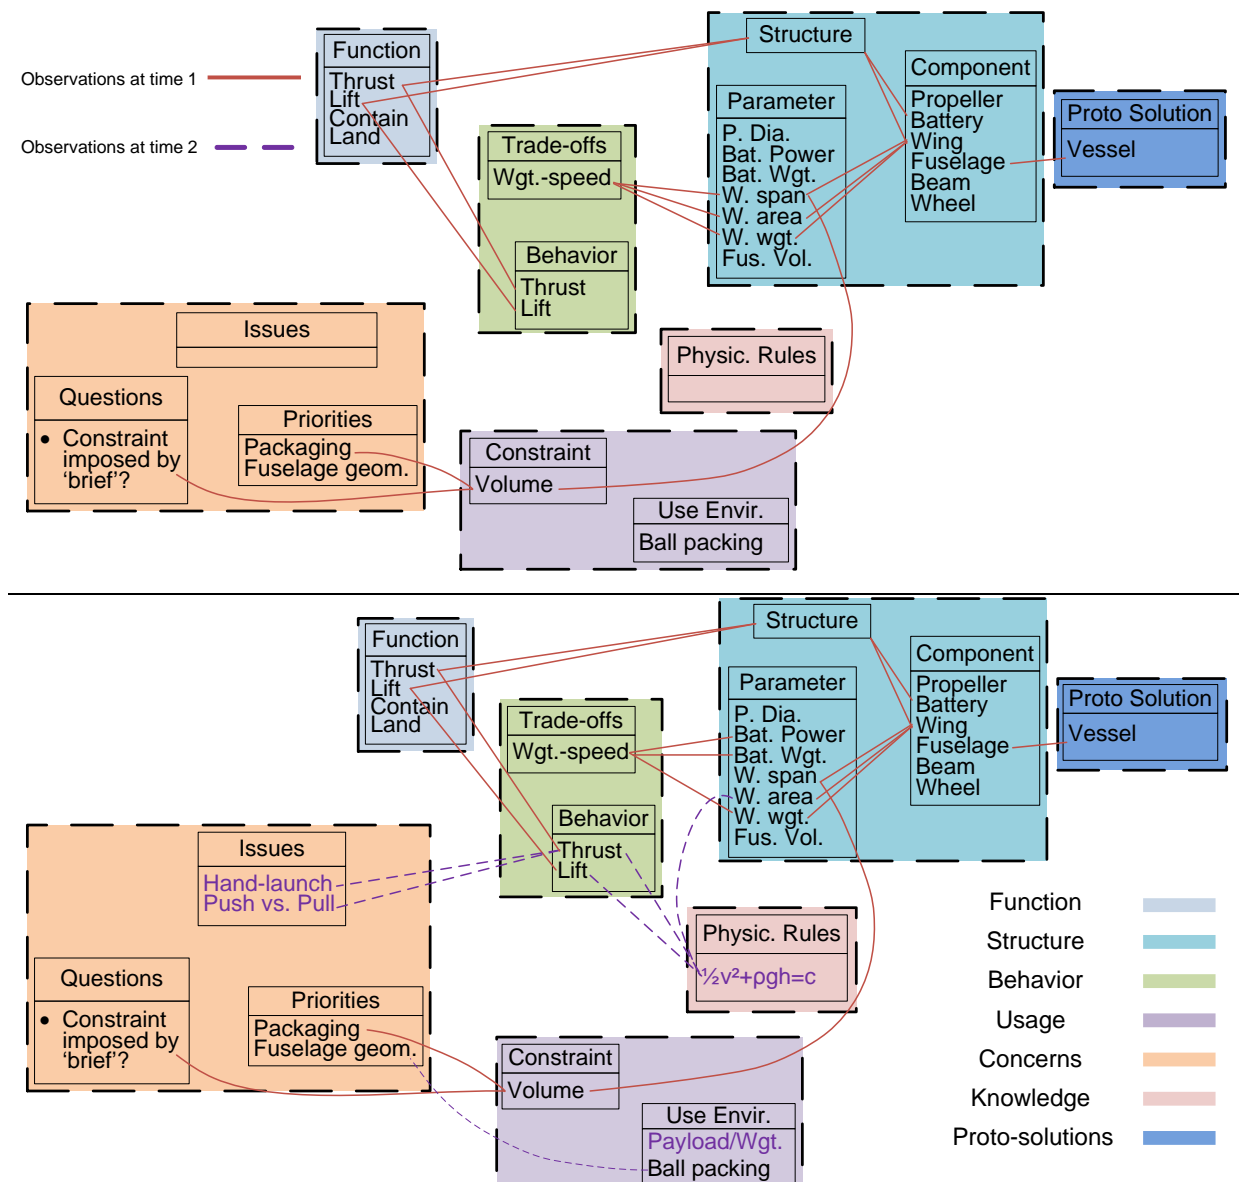 Observations at time 1
Observations at time 2
Function
Thrust
Lift
Contain
Land
Trade-offs
Wgt.-speed
Behavior
Thrust
Lift
Structure
Parameter
P. Dia.
Bat. Power
Bat. Wgt.
W. span
W. area
W. wgt.
Fus. Vol.
Component
Propeller
Battery
Wing
Fuselage
Beam
Wheel
Proto Solution
Vessel
Issues
Questions
• Constraint
imposed by
‘brief’?
Priorities
Packaging
Fuselage geom.
Physic. Rules
Constraint
Volume
Use Envir.
Ball packing
Function
Thrust
Lift
Contain
Land
Trade-offs
Wgt.-speed
Behavior
Thrust
Lift
Structure
Parameter
P. Dia.
Bat. Power
Bat. Wgt.
W. span
W. area
W. wgt.
Fus. Vol.
Component
Propeller
Battery
Wing
Fuselage
Beam
Wheel
Proto Solution
Vessel
Issues
Hand-launch
Push vs. Pull
Questions
• Constraint
imposed by
‘brief’?
Priorities
Packaging
Fuselage geom.
Physic. Rules
½v²+ρgh=c
Constraint
Volume
Use Envir.
Payload/Wgt.
Ball packing
Function
Structure
Behavior
Usage
Concerns
Knowledge
Proto-solutions